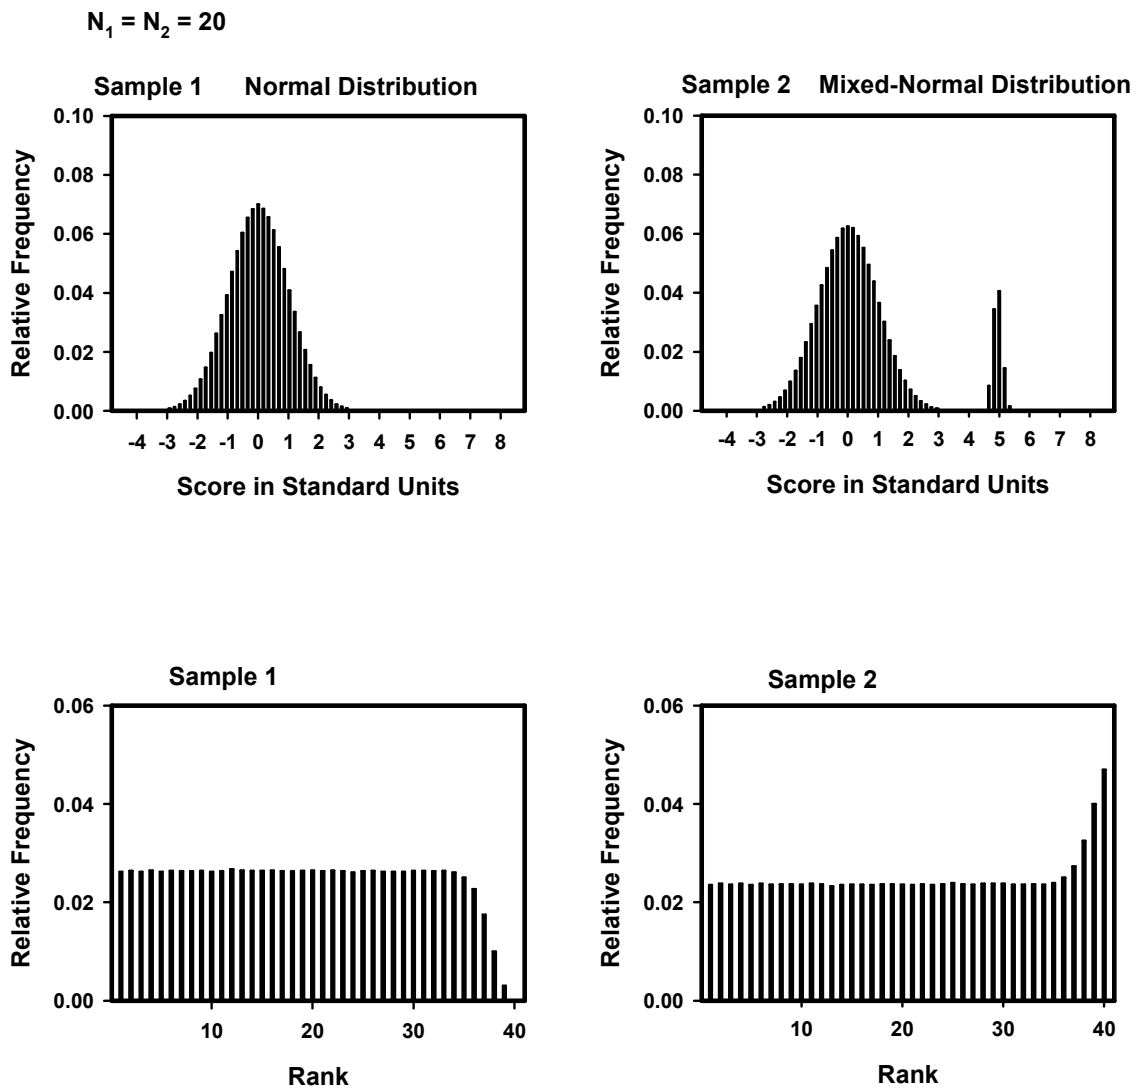 N1 = N2 = 20
Sample 1 Normal Distribution
0.10
0.08
0.06
0.04
0.02
0.00
Relative Frequency
-4 -3 -2 -1 0 1 2 3 4 5 6 7 8
Score in Standard Units
Sample 2 Mixed-Normal Distribution
0.10
0.08
0.06
0.04
0.02
0.00
Relative Frequency
-4 -3 -2 -1 0 1 2 3 4 5 6 7 8
Score in Standard Units
Sample 1
0.06
0.04
0.02
0.00
Relative Frequency
10 20 30 40
Rank
Sample 2
0.06
0.04
0.02
0.00
Relative Frequency
10 20 30 40
Rank